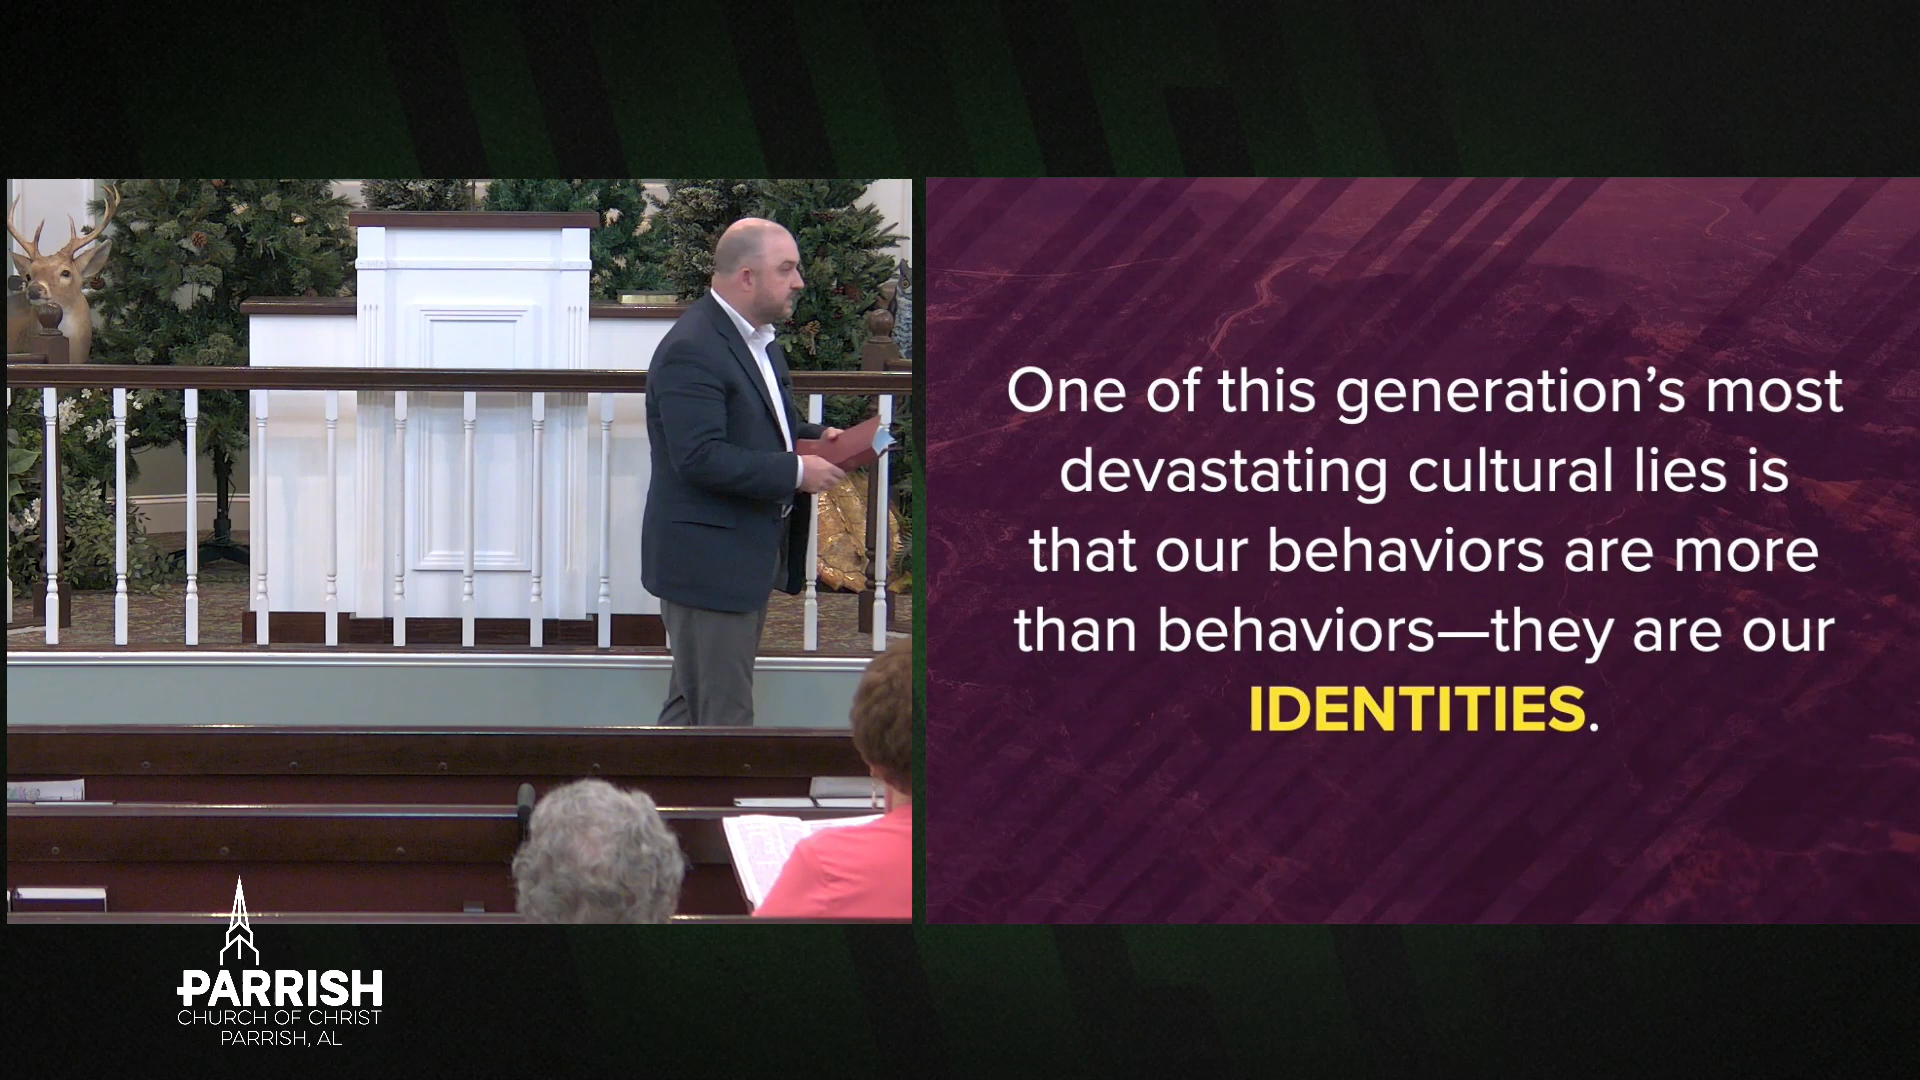 One of this generation’s most
devastating cultural lies is
that our behaviors are more
than behaviors—they are our
IDENTITIES.
PARRISH
CHURCH OF CHRIST
PARRISH, AL